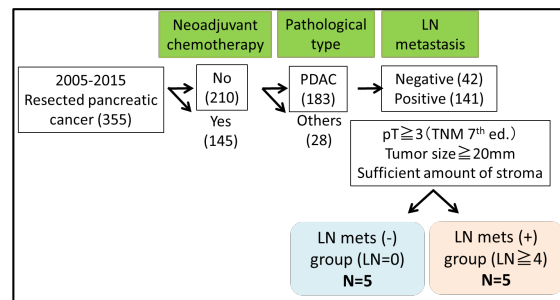 Neoadjuvant
chemotherapy
Pathological
type
LN
metastasis
2005-2015
Resected pancreatic
cancer (355)
No
(210)
Yes
(145)
PDAC
(183)
Others
(28)
Negative (42)
Positive (141)
pT≧3(TNM 7th ed.)
Tumor size≧20mm
Sufficient amount of stroma
LN mets (-)
group (LN=0)
N=5
LN mets (+)
group (LN≧4)
N=5